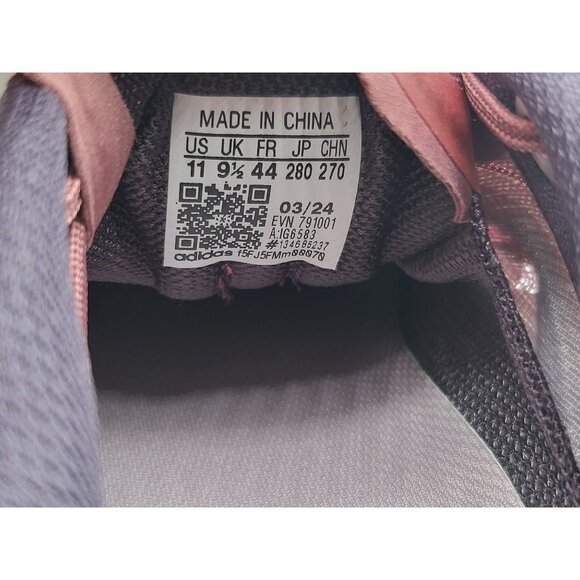 MADE IN CHINA
US UK FR JP CHN
11 9½ 44 280 270
03/24
EVN 791001
A:IG6583
#134685237
adidas 15FJ5FMm00070